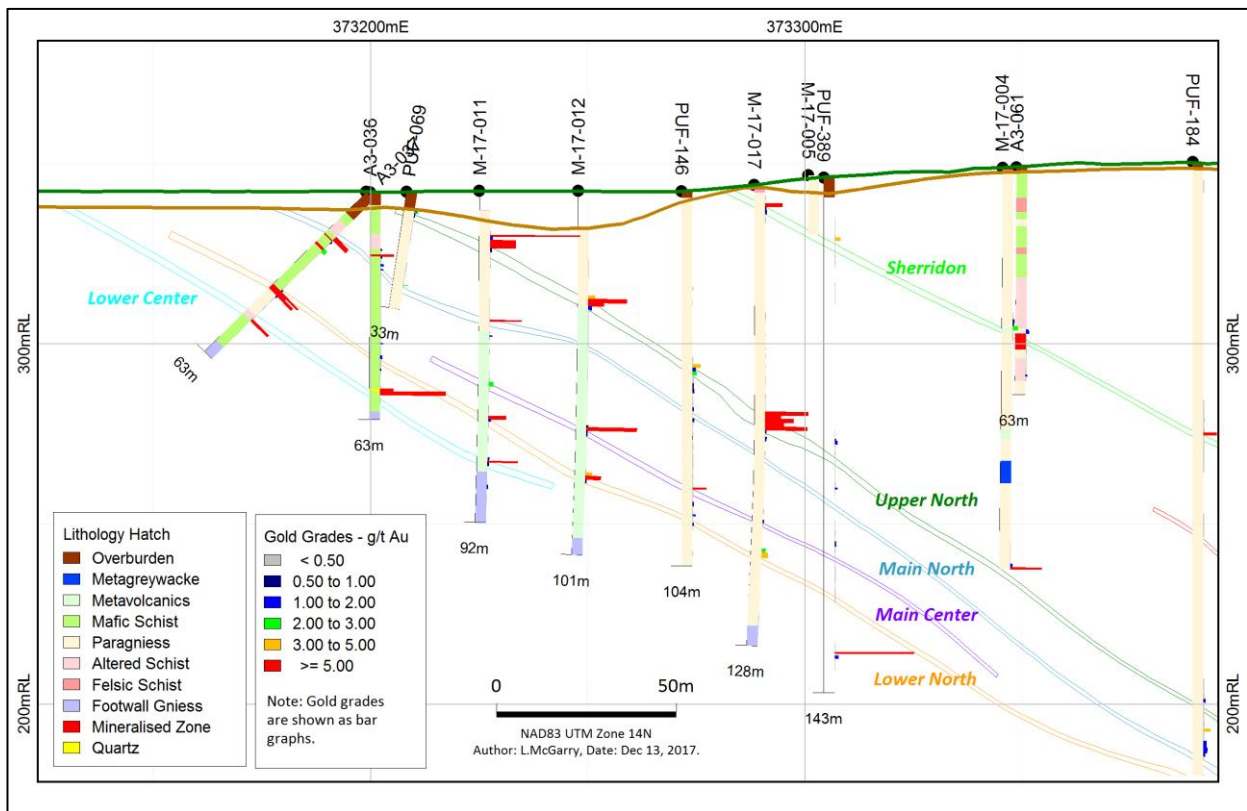 373200mE
373300mE
A3-036
A3-037
PUF-069
M-17-011
M-17-012
PUF-146
M-17-017
M-17-005
PUF-389
M-17-004
A3-061
PUF-184
Sherridon
Lower Center
300mRL
300mRL
33m
63m
63m
63m
Upper North
92m
101m
104m
Main North
Main Center
128m
Lower North
143m
200mRL
200mRL
Lithology Hatch
Overburden
Metagreywacke
Metavolcanics
Mafic Schist
Paragniess
Altered Schist
Felsic Schist
Footwall Gniess
Mineralised Zone
Quartz
Gold Grades - g/t Au
< 0.50
0.50 to 1.00
1.00 to 2.00
2.00 to 3.00
3.00 to 5.00
>= 5.00
Note: Gold grades
are shown as bar
graphs.
0
50m
NAD83 UTM Zone 14N
Author: L.McGarry, Date: Dec 13, 2017.